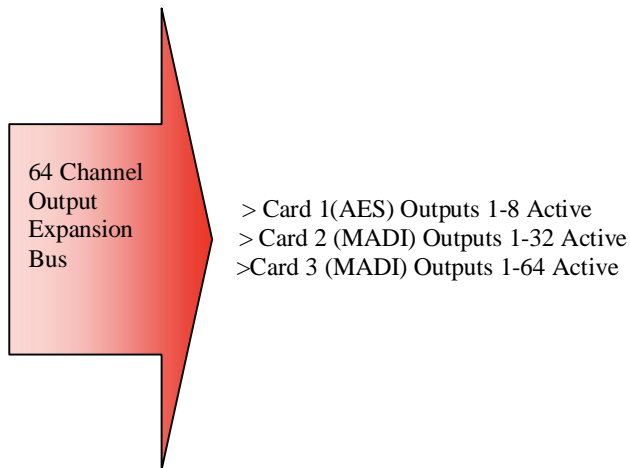 64 Channel
Output
Expansion
Bus
> Card 1(AES) Outputs 1-8 Active
> Card 2 (MADI) Outputs 1-32 Active
>Card 3 (MADI) Outputs 1-64 Active